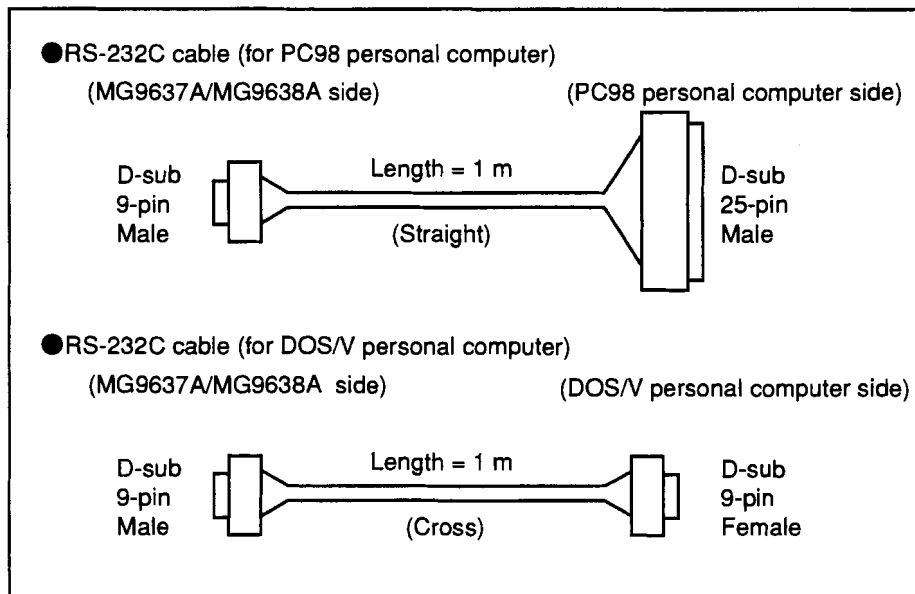 ●RS-232C cable (for PC98 personal computer)
(MG9637A/MG9638A side) (PC98 personal computer side)
D-sub
9-pin
Male
Length = 1 m
(Straight)
D-sub
25-pin
Male
●RS-232C cable (for DOS/V personal computer)
(MG9637A/MG9638A side) (DOS/V personal computer side)
D-sub
9-pin
Male
Length = 1 m
(Cross)
D-sub
9-pin
Female